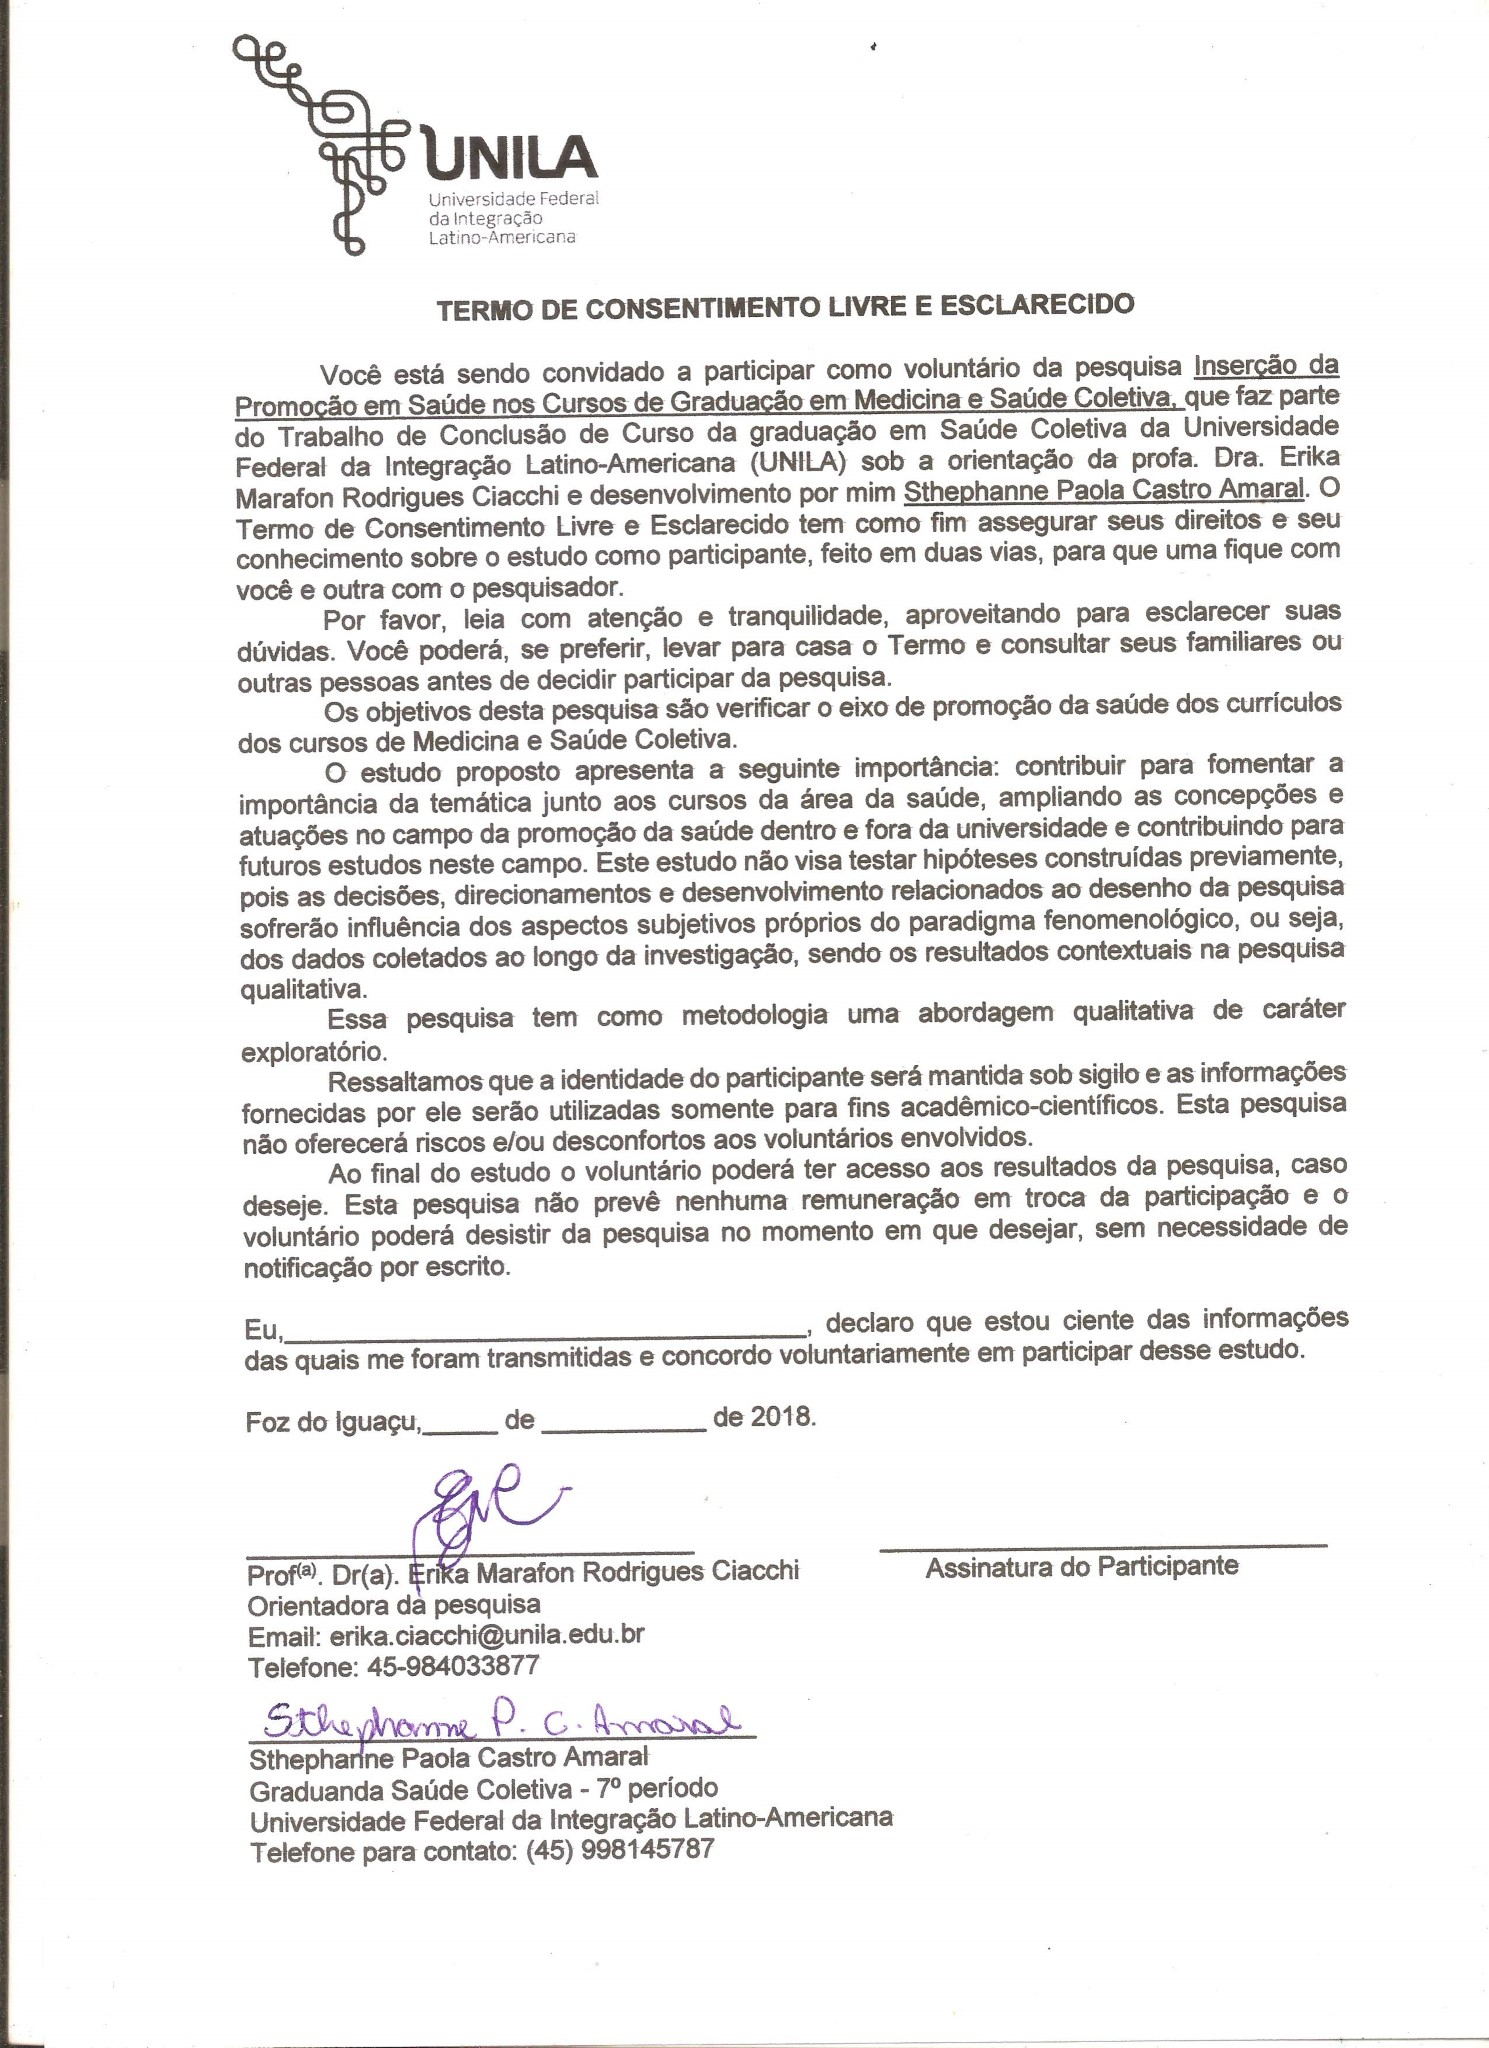 UNILA
Universidade Federal
da Integração
Latino-Americana
TERMO DE CONSENTIMENTO LIVRE E ESCLARECIDO
Você está sendo convidado a participar como voluntário da pesquisa Inserção da
Promoção em Saúde nos Cursos de Graduação em Medicina e Saúde Coletiva, que faz parte
do Trabalho de Conclusão de Curso da graduação em Saúde Coletiva da Universidade
Federal da Integração Latino-Americana (UNILA) sob a orientação da profa. Dra. Erika
Marafon Rodrigues Ciacchi e desenvolvimento por mim Sthephanne Paola Castro Amaral. O
Termo de Consentimento Livre e Esclarecido tem como fim assegurar seus direitos e seu
conhecimento sobre o estudo como participante, feito em duas vias, para que uma fique com
você e outra com o pesquisador.
Por favor, leia com atenção e tranquilidade, aproveitando para esclarecer suas
dúvidas. Você poderá, se preferir, levar para casa o Termo e consultar seus familiares ou
outras pessoas antes de decidir participar da pesquisa.
Os objetivos desta pesquisa são verificar o eixo de promoção da saúde dos currículos
dos cursos de Medicina e Saúde Coletiva.
O estudo proposto apresenta a seguinte importância: contribuir para fomentar a
importância da temática junto aos cursos da área da saúde, ampliando as concepções e
atuações no campo da promoção da saúde dentro e fora da universidade e contribuindo para
futuros estudos neste campo. Este estudo não visa testar hipóteses construídas previamente,
pois as decisões, direcionamentos e desenvolvimento relacionados ao desenho da pesquisa
sofrerão influência dos aspectos subjetivos próprios do paradigma fenomenológico, ou seja,
dos dados coletados ao longo da investigação, sendo os resultados contextuais na pesquisa
qualitativa.
Essa pesquisa tem como metodologia uma abordagem qualitativa de caráter
exploratório.
Ressaltamos que a identidade do participante será mantida sob sigilo e as informações
fornecidas por ele serão utilizadas somente para fins acadêmico-científicos. Esta pesquisa
não oferecerá riscos e/ou desconfortos aos voluntários envolvidos.
Ao final do estudo o voluntário poderá ter acesso aos resultados da pesquisa, caso
deseje. Esta pesquisa não prevê nenhuma remuneração em troca da participação e o
voluntário poderá desistir da pesquisa no momento em que desejar, sem necessidade de
notificação por escrito.
Eu,__________________________________, declaro que estou ciente das informações
das quais me foram transmitidas e concordo voluntariamente em participar desse estudo.
Foz do Iguaçu,_____ de ___________ de 2018.
Prof(a). Dr(a). Erika Marafon Rodrigues Ciacchi
Assinatura do Participante
Orientadora da pesquisa
Email: erika.ciacchi@unila.edu.br
Telefone: 45-984033877
Sthephanne P. C. Amaral
Sthephanne Paola Castro Amaral
Graduanda Saúde Coletiva - 7º período
Universidade Federal da Integração Latino-Americana
Telefone para contato: (45) 998145787